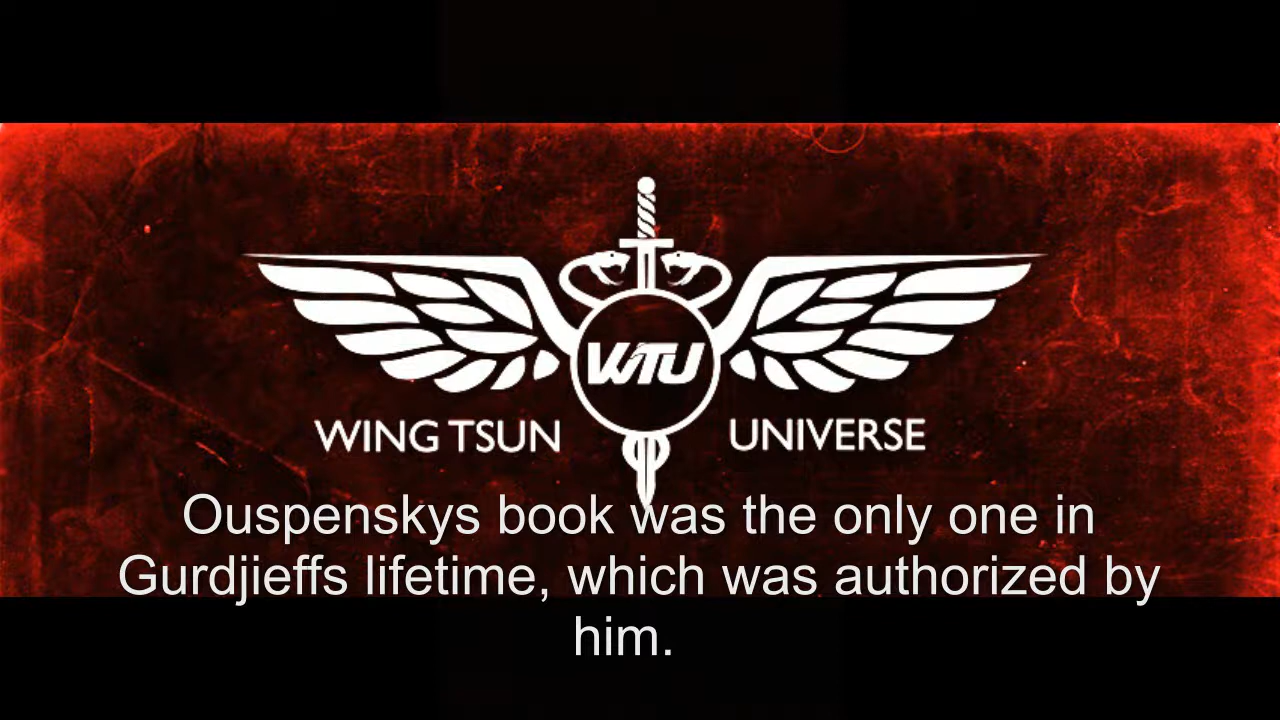 WTU
WING TSUN UNIVERSE
Ouspenskys book was the only one in
Gurdjieffs lifetime, which was authorized by
him.